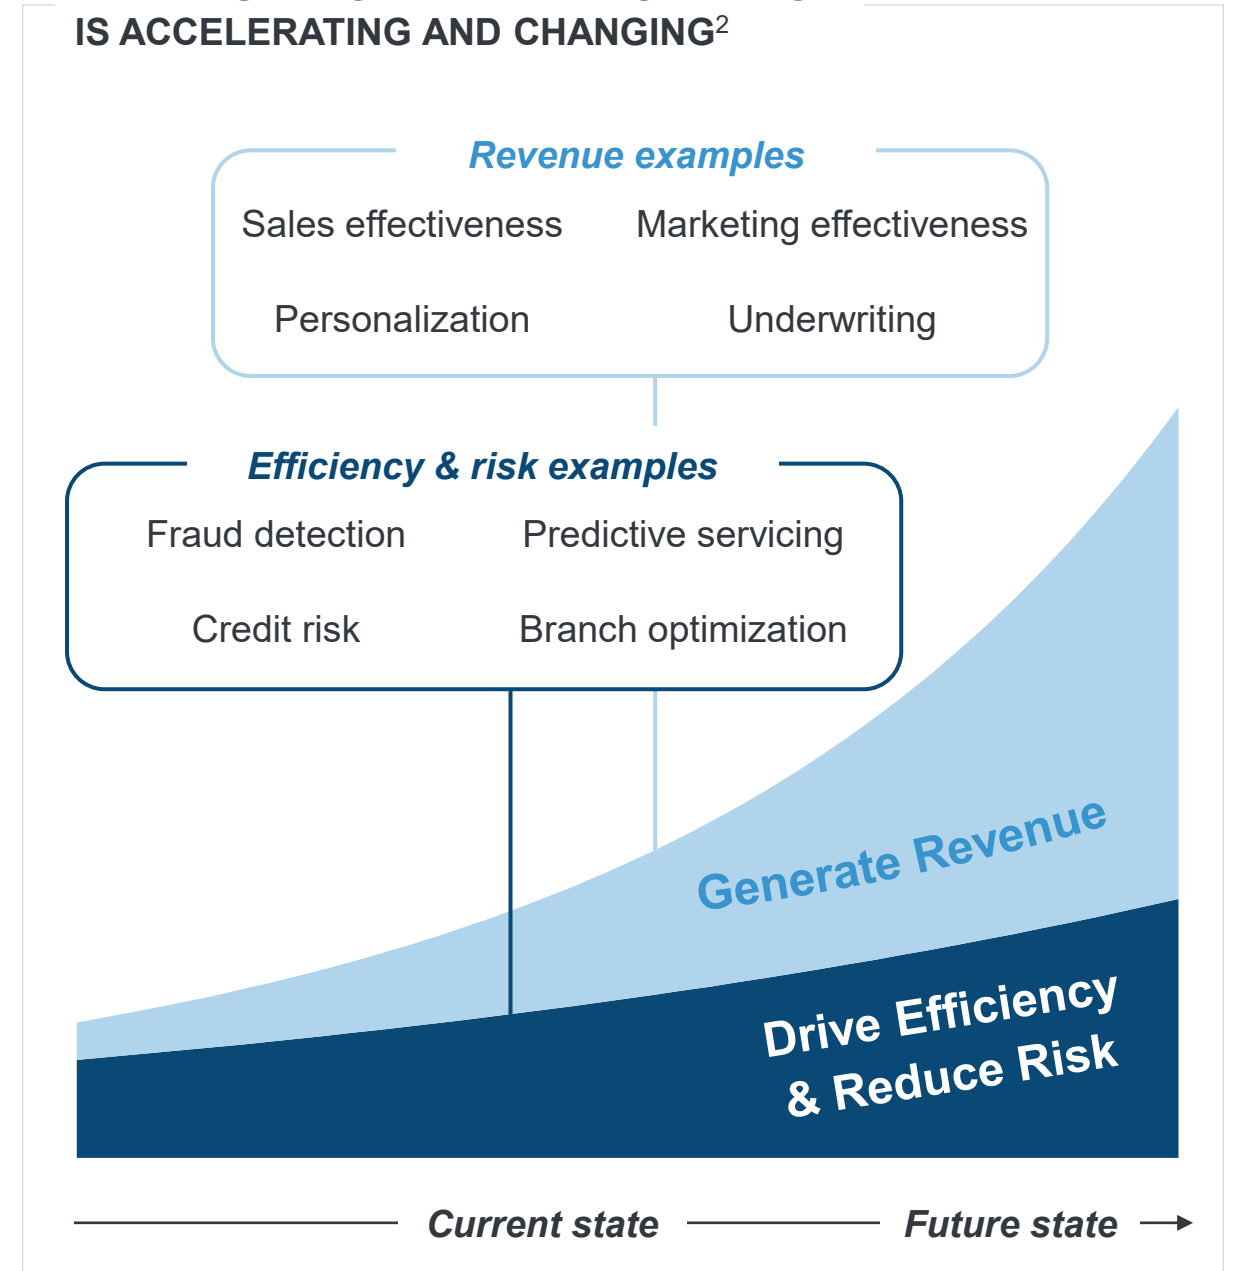 IS ACCELERATING AND CHANGING²
Revenue examples
Sales effectiveness Marketing effectiveness
Personalization Underwriting
Efficiency & risk examples
Fraud detection Predictive servicing
Credit risk Branch optimization
Generate Revenue
Drive Efficiency
& Reduce Risk
Current state Future state